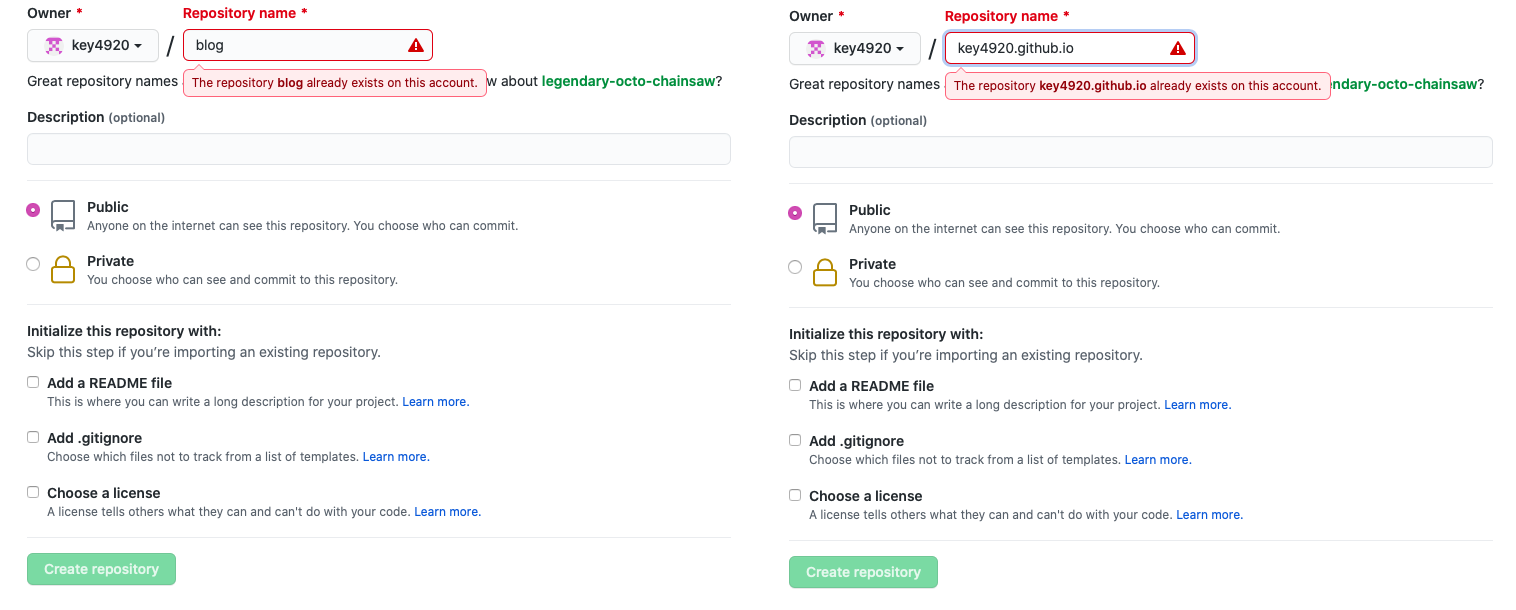 Owner *
Repository name *
key4920
/
blog
Great repository names
The repository blog already exists on this account.
w about legendary-octo-chainsaw?
Description (optional)
Public
Anyone on the internet can see this repository. You choose who can commit.
Private
You choose who can see and commit to this repository.
Initialize this repository with:
Skip this step if you’re importing an existing repository.
Add a README file
This is where you can write a long description for your project. Learn more.
Add .gitignore
Choose which files not to track from a list of templates. Learn more.
Choose a license
A license tells others what they can and can't do with your code. Learn more.
Create repository
Owner *
Repository name *
key4920
/
key4920.github.io
Great repository names
The repository key4920.github.io already exists on this account.
ndary-octo-chainsaw?
Description (optional)
Public
Anyone on the internet can see this repository. You choose who can commit.
Private
You choose who can see and commit to this repository.
Initialize this repository with:
Skip this step if you’re importing an existing repository.
Add a README file
This is where you can write a long description for your project. Learn more.
Add .gitignore
Choose which files not to track from a list of templates. Learn more.
Choose a license
A license tells others what they can and can't do with your code. Learn more.
Create repository